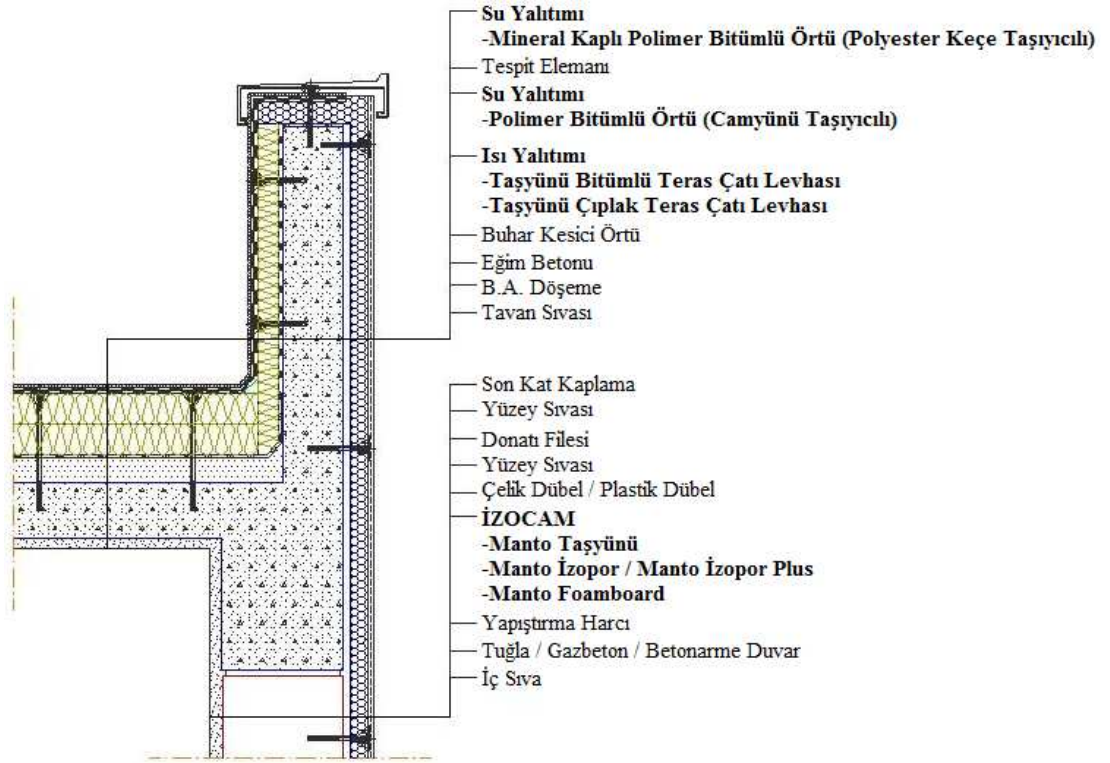 Su Yalıtımı
-Mineral Kaplı Polimer Bitümlü Örtü (Polyester Keçe Taşıyıcılı)
Tespit Elemanı
Su Yalıtımı
-Polimer Bitümlü Örtü (Camyünü Taşıyıcılı)
Isı Yalıtımı
-Taşyünü Bitümlü Teras Çatı Levhası
-Taşyünü Çıplak Teras Çatı Levhası
Buhar Kesici Örtü
Eğim Betonu
B.A. Döşeme
Tavan Sıvası
Son Kat Kaplama
Yüzey Sıvası
Donatı Filesi
Yüzey Sıvası
Çelik Dübel / Plastik Dübel
İZOCAM
-Manto Taşyünü
-Manto İzopor / Manto İzopor Plus
-Manto Foamboard
Yapıştırma Harcı
Tuğla / Gazbeton / Betonarme Duvar
İç Sıva